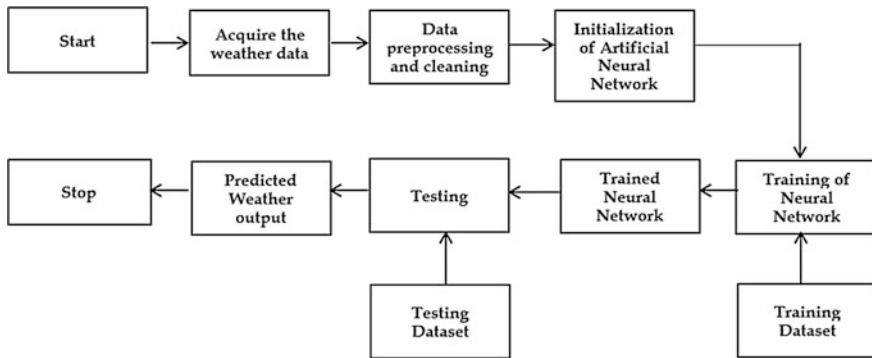 Start
Acquire the
weather data
Data
preprocessing
and cleaning
Initialization
of Artificial
Neural
Network
Stop
Predicted
Weather
output
Testing
Trained
Neural
Network
Training of
Neural
Network
Testing
Dataset
Training
Dataset